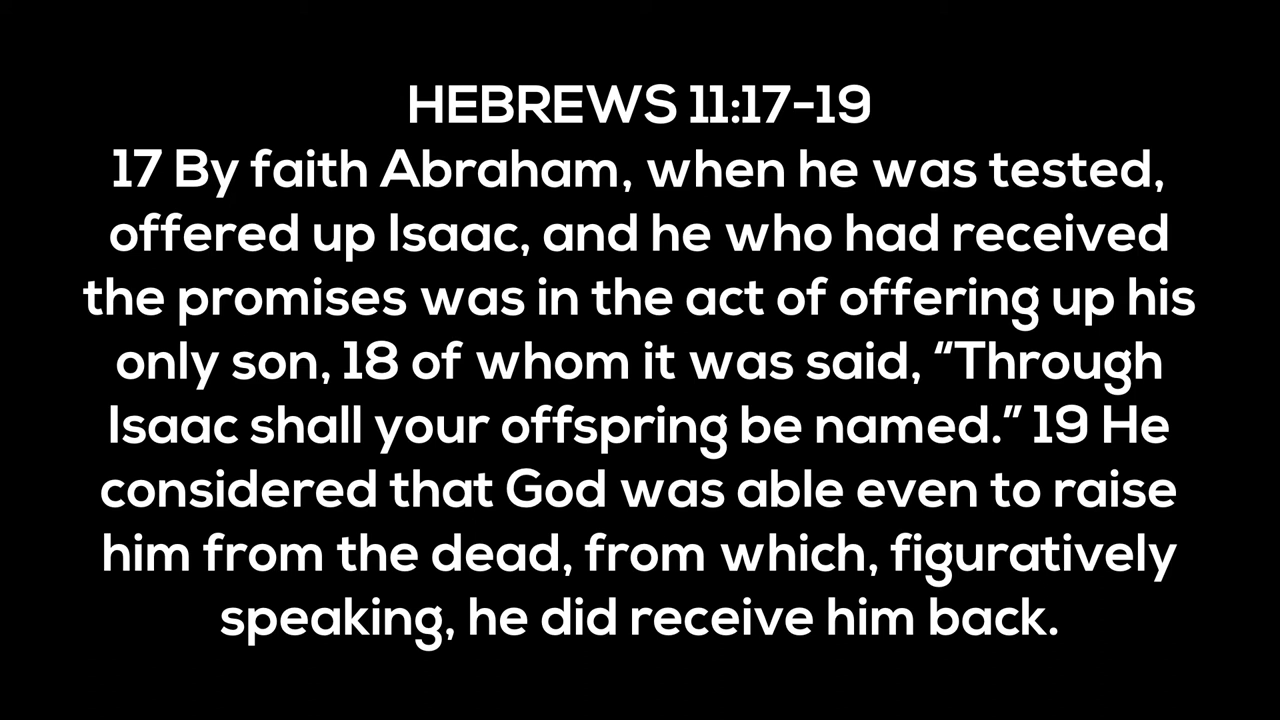 HEBREWS 11:17-19
17 By faith Abraham, when he was tested,
offered up Isaac, and he who had received
the promises was in the act of offering up his
only son, 18 of whom it was said, “Through
Isaac shall your offspring be named.” 19 He
considered that God was able even to raise
him from the dead, from which, figuratively
speaking, he did receive him back.